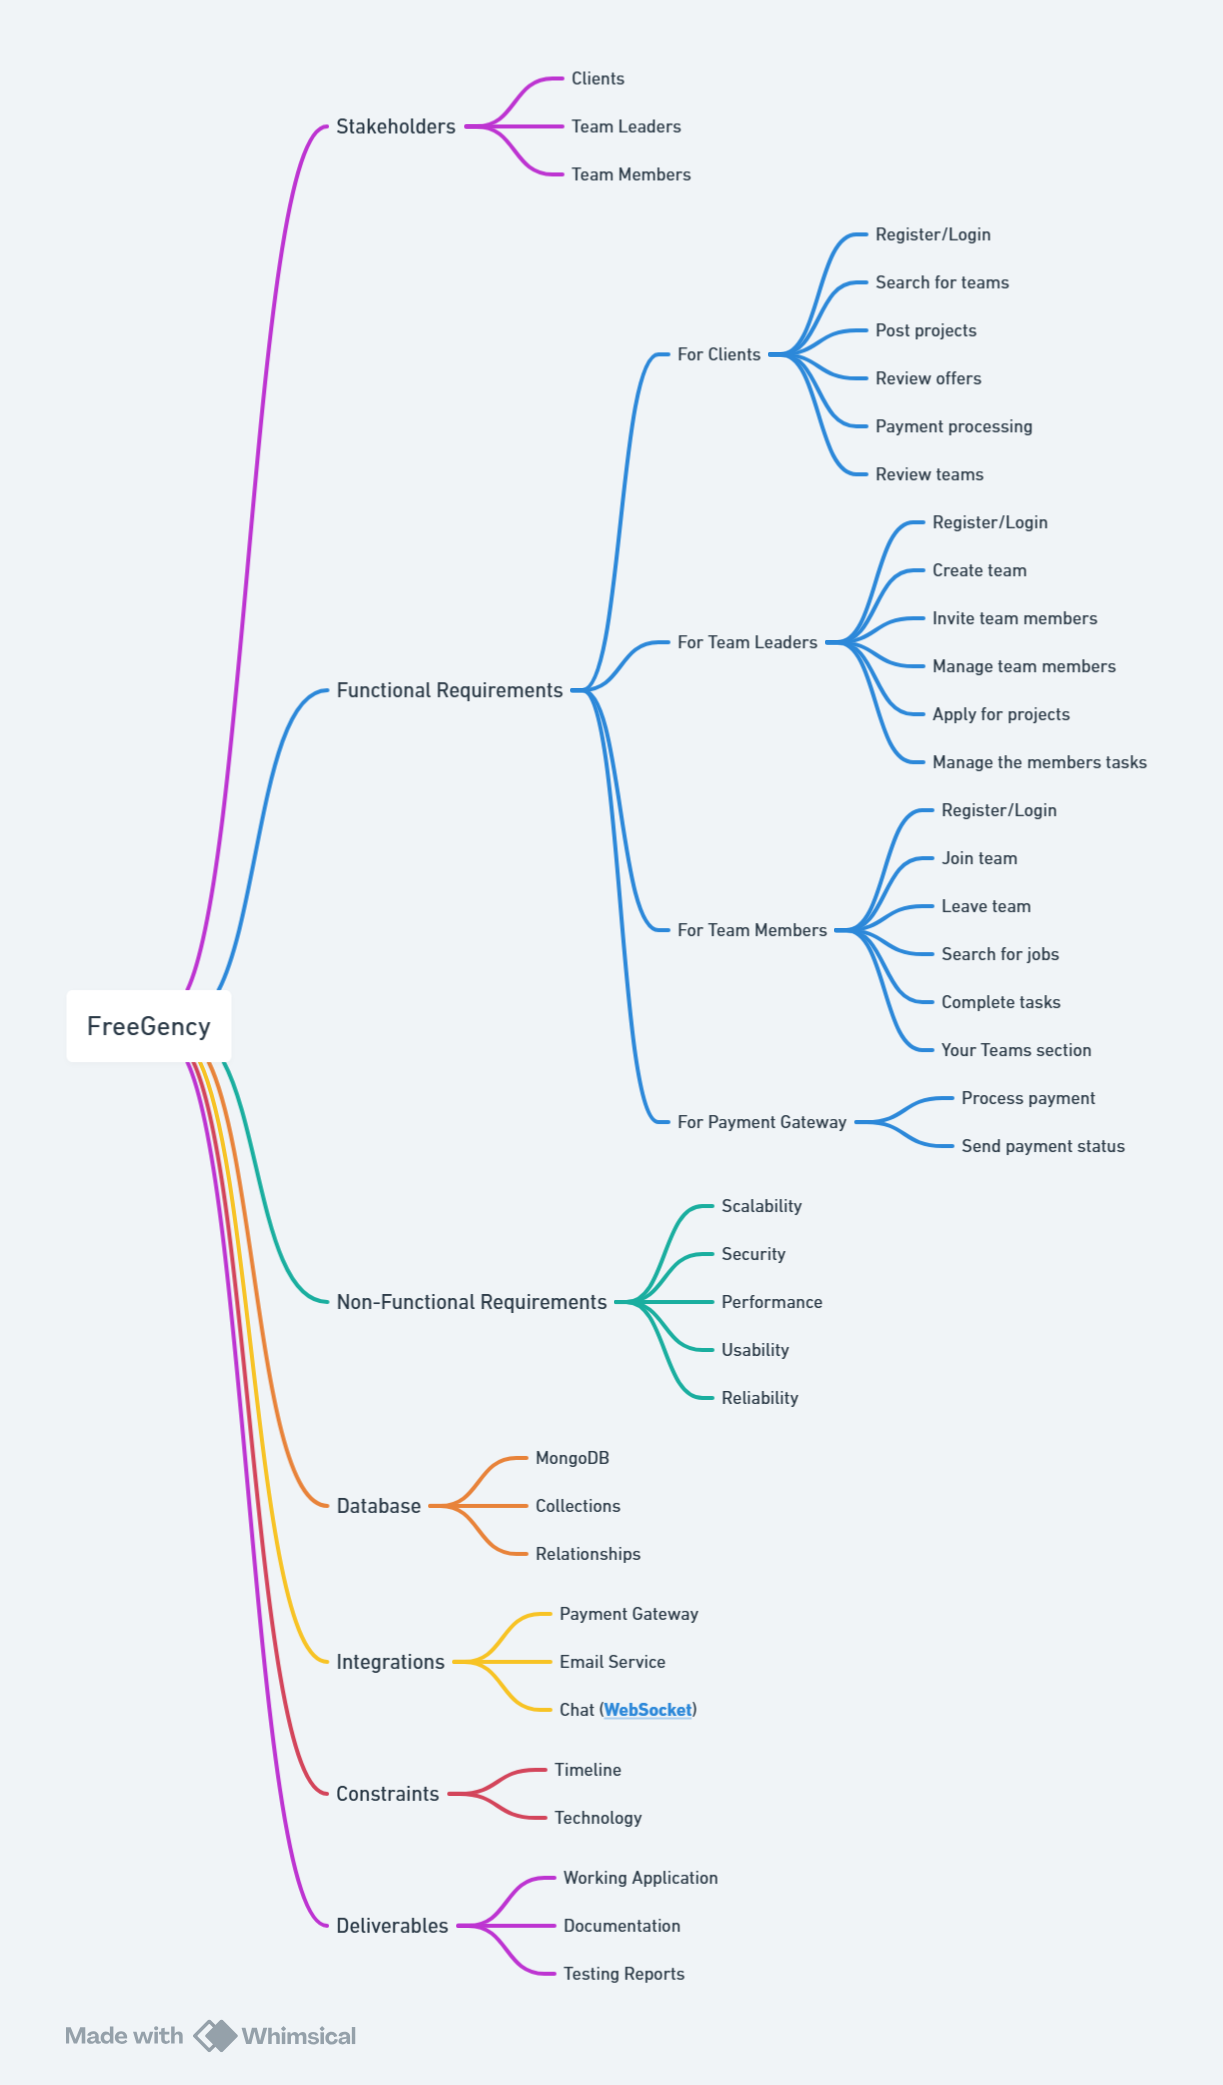 Clients
Stakeholders
Team Leaders
Team Members
Register/Login
Search for teams
Post projects
For Clients
Review offers
Payment processing
Review teams
Register/Login
Create team
Invite team members
For Team Leaders
Manage team members
Functional Requirements
Apply for projects
Manage the members tasks
Register/Login
Join team
Leave team
For Team Members
Search for jobs
Complete tasks
FreeGency
Your Teams section
Process payment
For Payment Gateway
Send payment status
Scalability
Security
Non-Functional Requirements
Performance
Usability
Reliability
MongoDB
Database
Collections
Relationships
Payment Gateway
Integrations
Email Service
Chat (WebSocket)
Timeline
Constraints
Technology
Working Application
Deliverables
Documentation
Testing Reports
Made with Whimsical